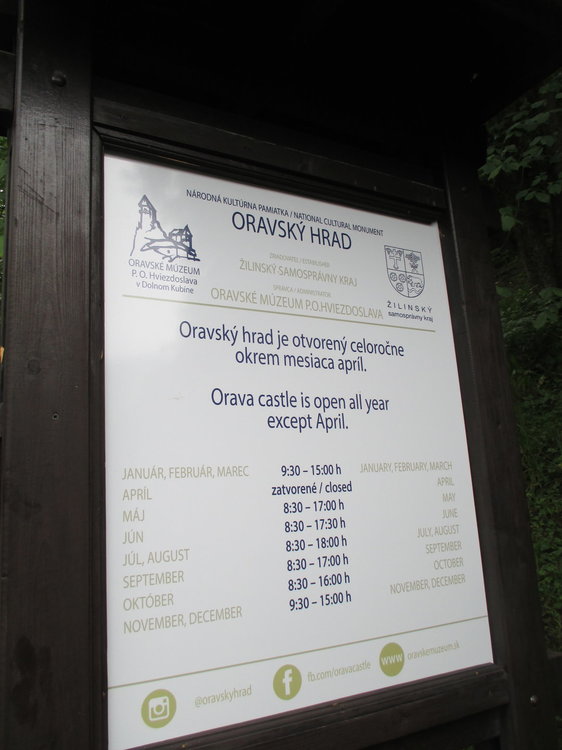 NÁRODNÁ KULTÚRNA PAMIATKA / NATIONAL CULTURAL MONUMENT
ORAVSKÝ HRAD
ZRIAĎOVATEĽ / ESTABLISHER
ŽILINSKÝ SAMOSPRÁVNY KRAJ
SPRÁVCA / ADMINISTRATOR
ORAVSKÉ MÚZEUM P.O.HVIEZDOSLAVA
ORAVSKÉ MÚZEUM
P. O. Hviezdoslava
v Dolnom Kubíne
ŽILINSKÝ
samosprávny kraj
Oravský hrad je otvorený celoročne
okrem mesiaca apríl.
Orava castle is open all year
except April.
JANUÁR, FEBRUÁR, MAREC 9:30 – 15:00 h JANUARY, FEBRUARY, MARCH
APRÍL zatvorené / closed APRIL
MÁJ 8:30 – 17:00 h MAY
JÚN 8:30 – 17:30 h JUNE
JÚL, AUGUST 8:30 – 18:00 h JULY, AUGUST
SEPTEMBER 8:30 – 17:00 h SEPTEMBER
OKTÓBER 8:30 – 16:00 h OCTOBER
NOVEMBER, DECEMBER 9:30 – 15:00 h NOVEMBER, DECEMBER
@oravskyhrad f fb.com/oravacastle www oravskemuzeum.sk